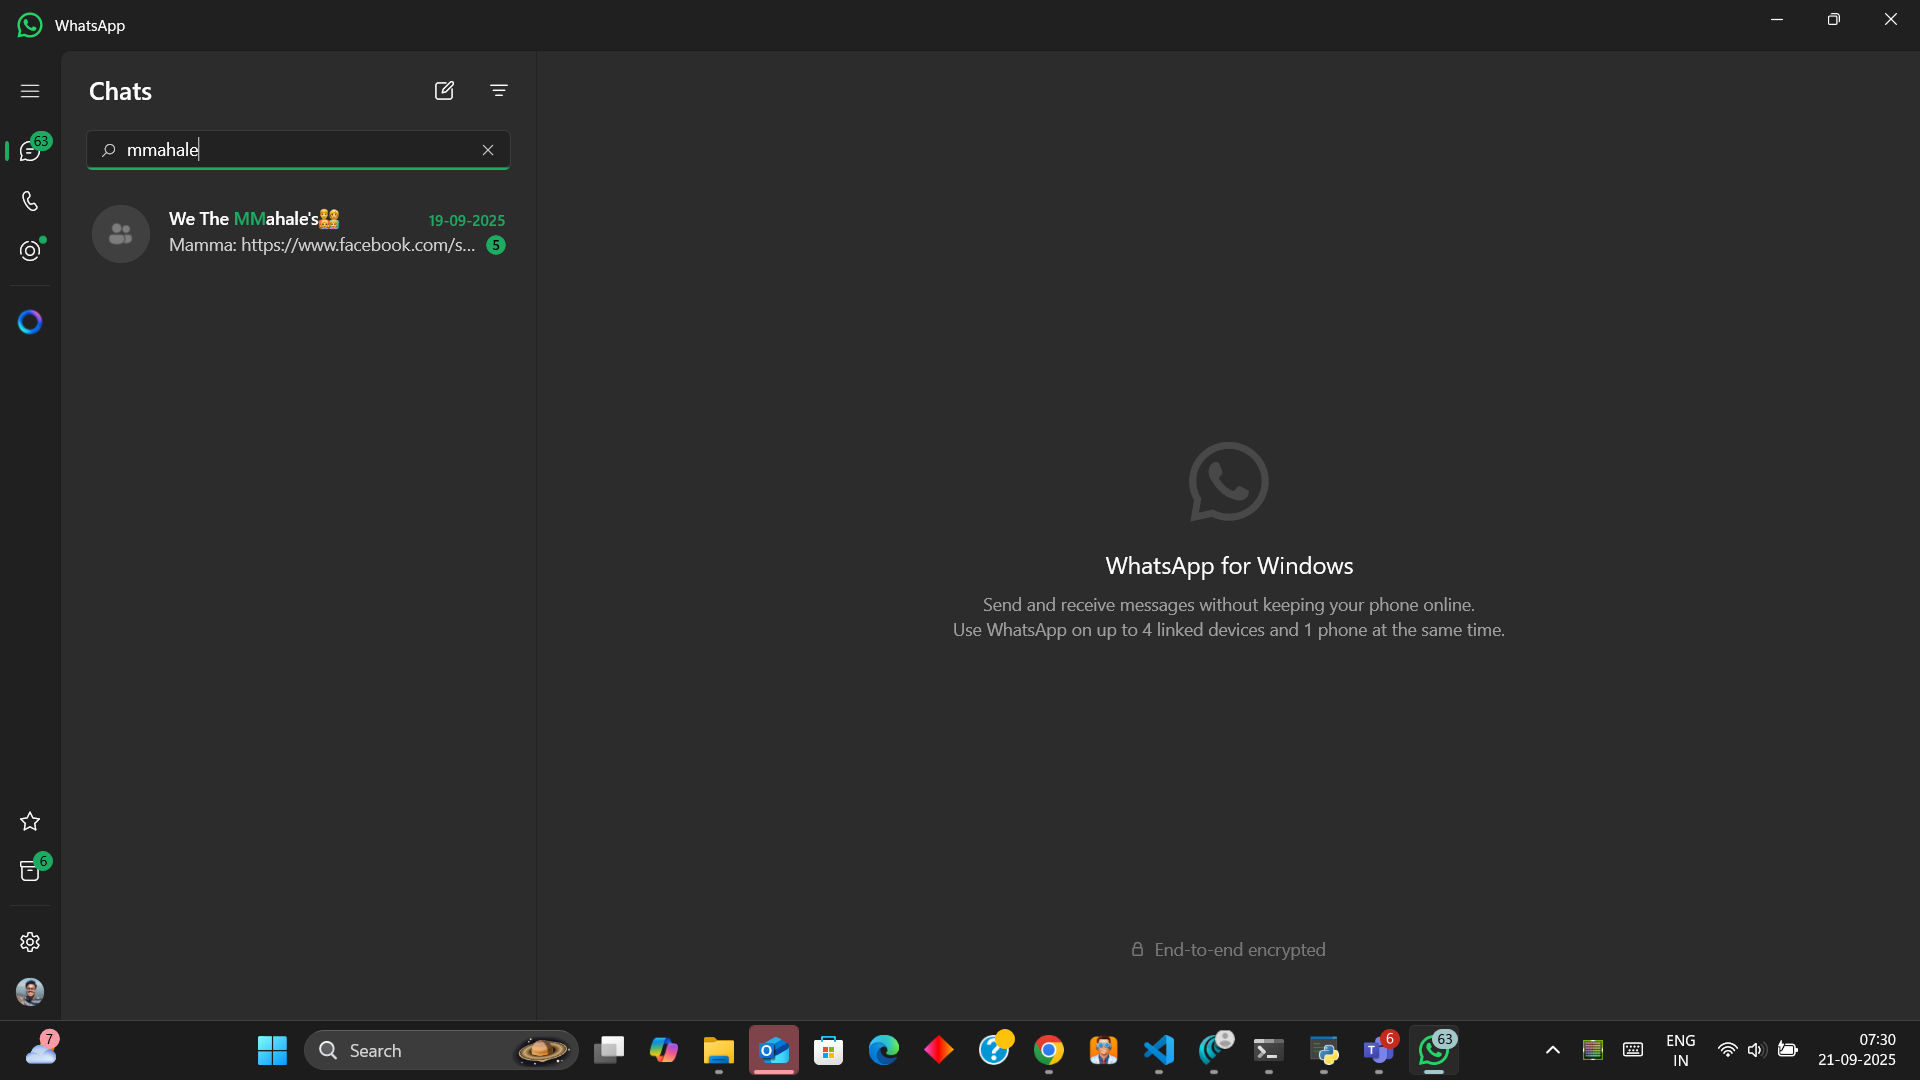 WhatsApp
Chats
63
mmahale
We The MMahale's👨‍👩‍👧‍👦
19-09-2025
Mamma: https://www.facebook.com/s...
5
WhatsApp for Windows
Send and receive messages without keeping your phone online.
Use WhatsApp on up to 4 linked devices and 1 phone at the same time.
6
End-to-end encrypted
7
Search
6
63
ENG
IN
07:30
21-09-2025